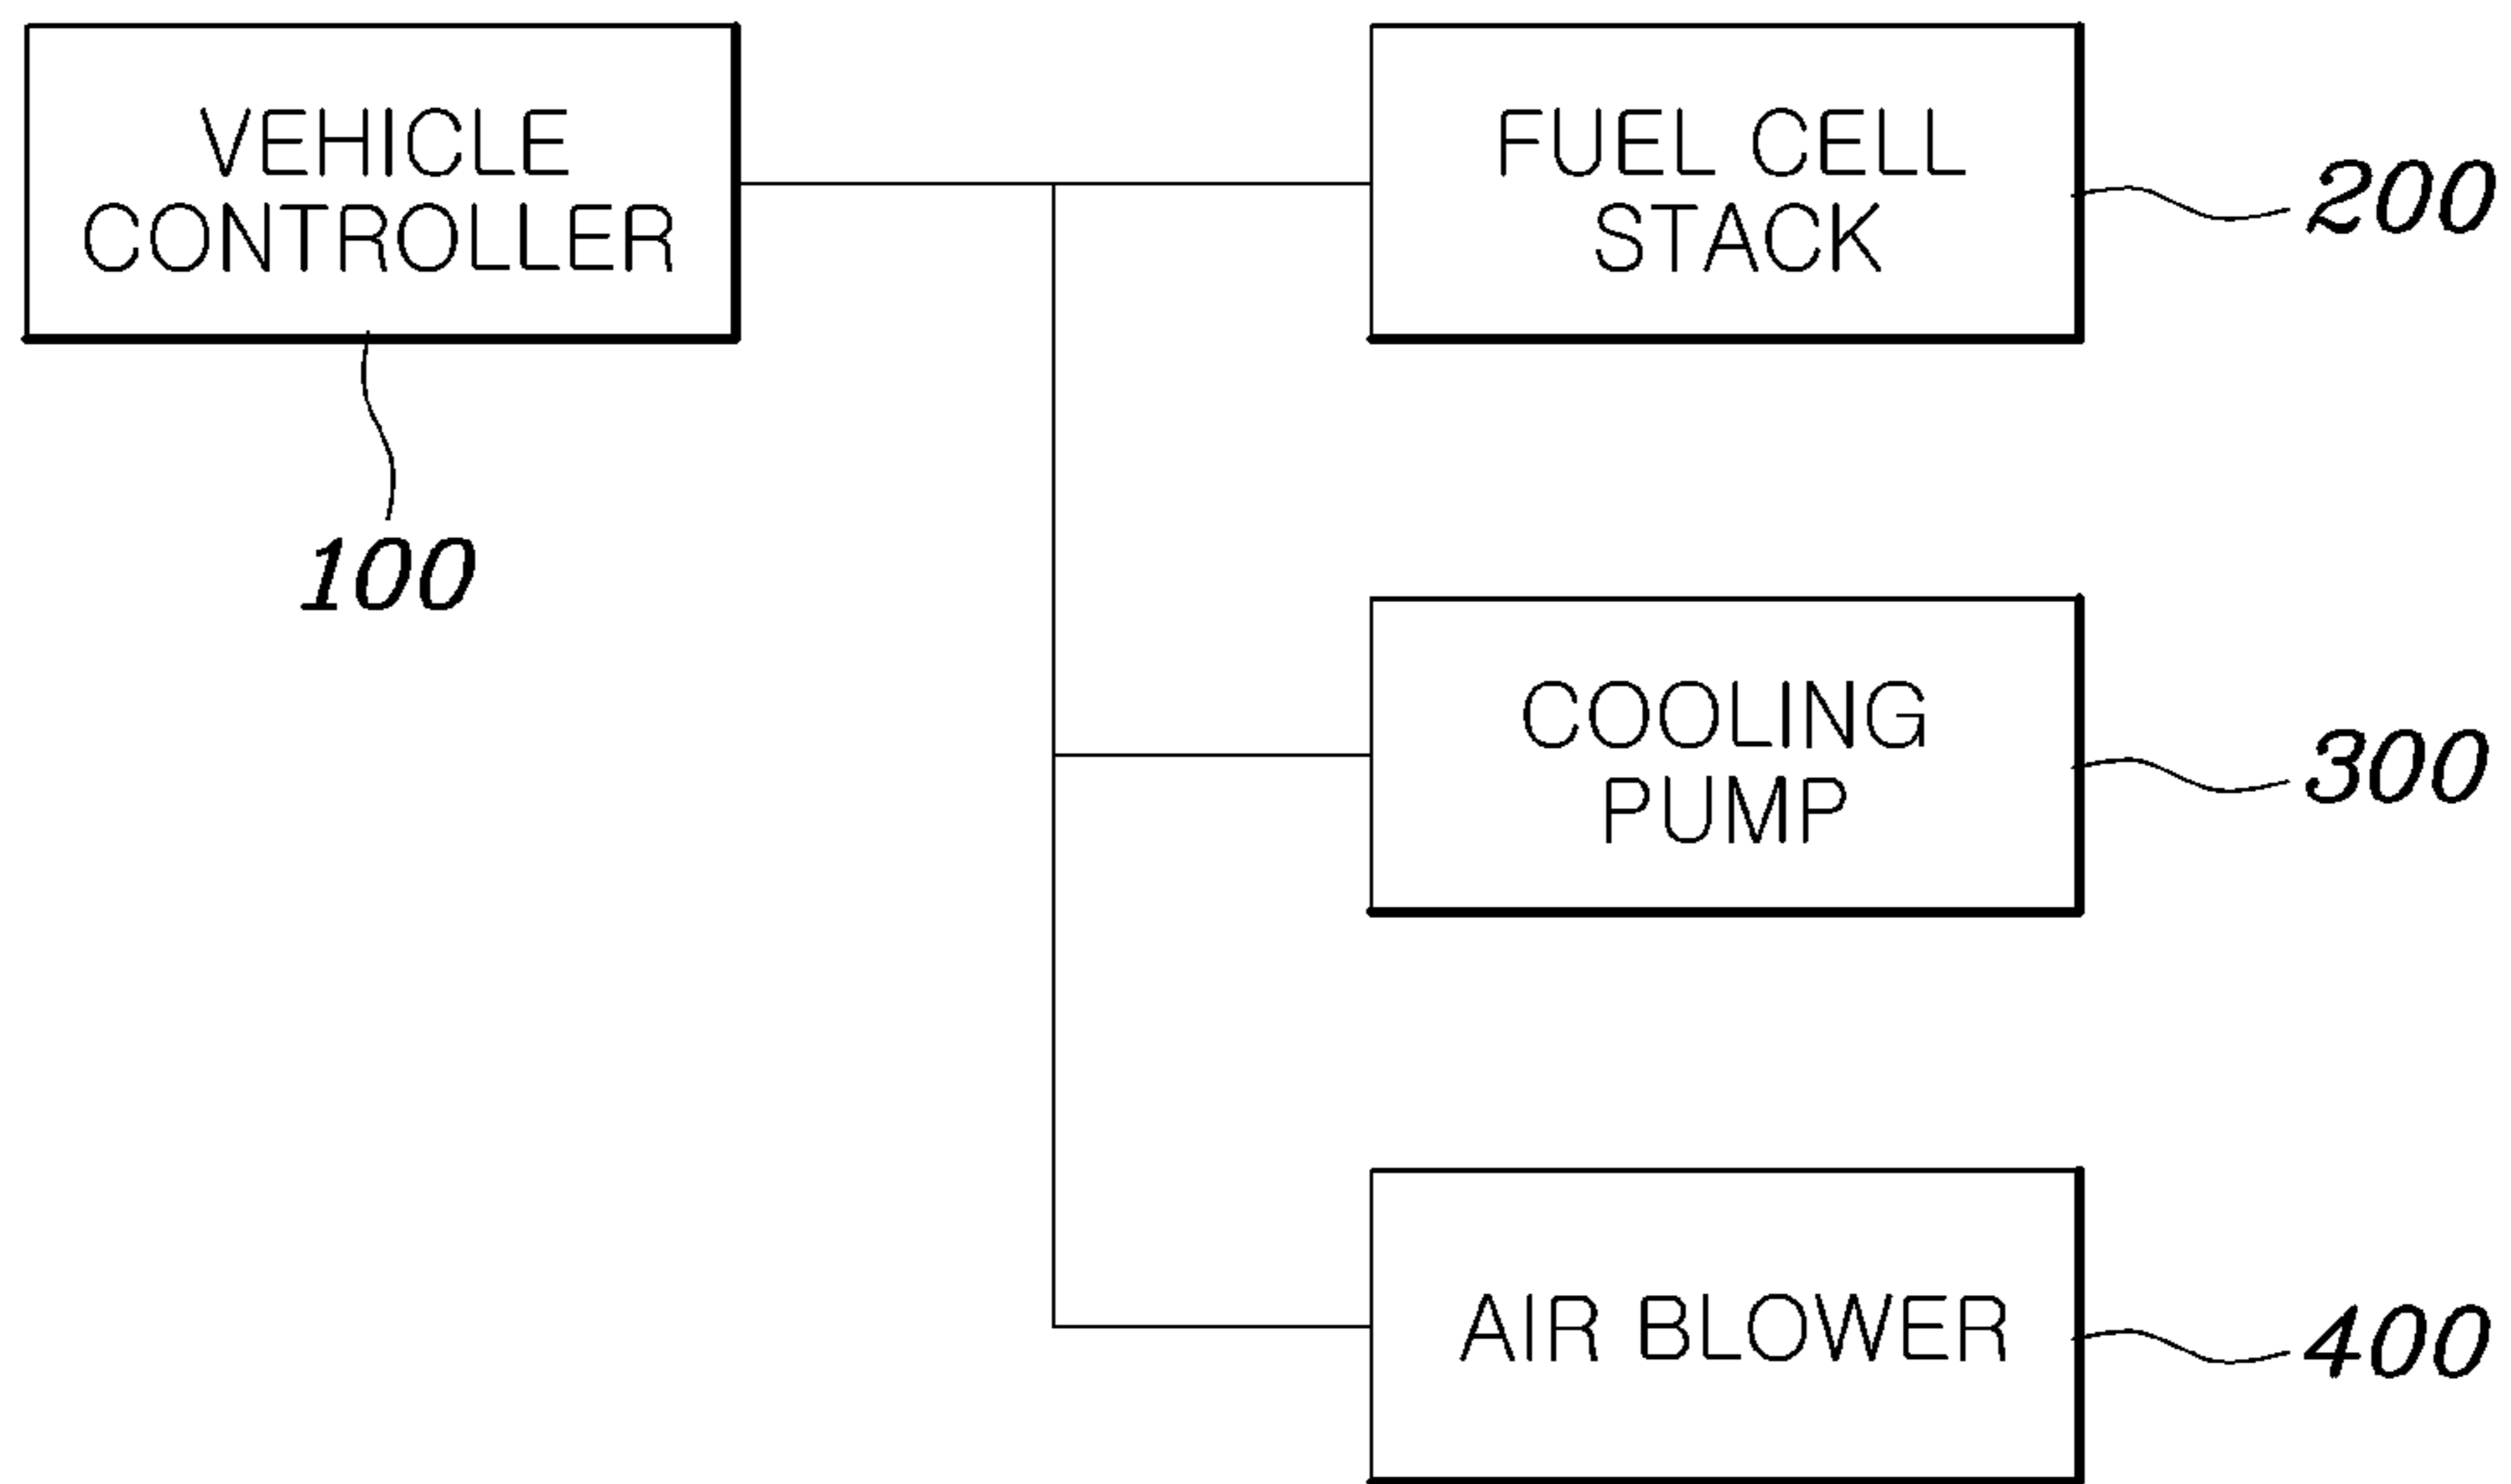 VEHICLE
CONTROLLER
100
FUEL CELL
STACK
200
COOLING
PUMP
300
AIR BLOWER
400